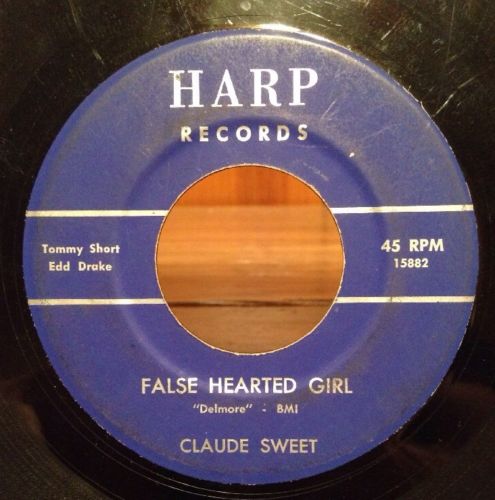 HARP
RECORDS
Tommy Short
Edd Drake
45 RPM
15882
FALSE HEARTED GIRL
"Delmore" - BMI
CLAUDE SWEET